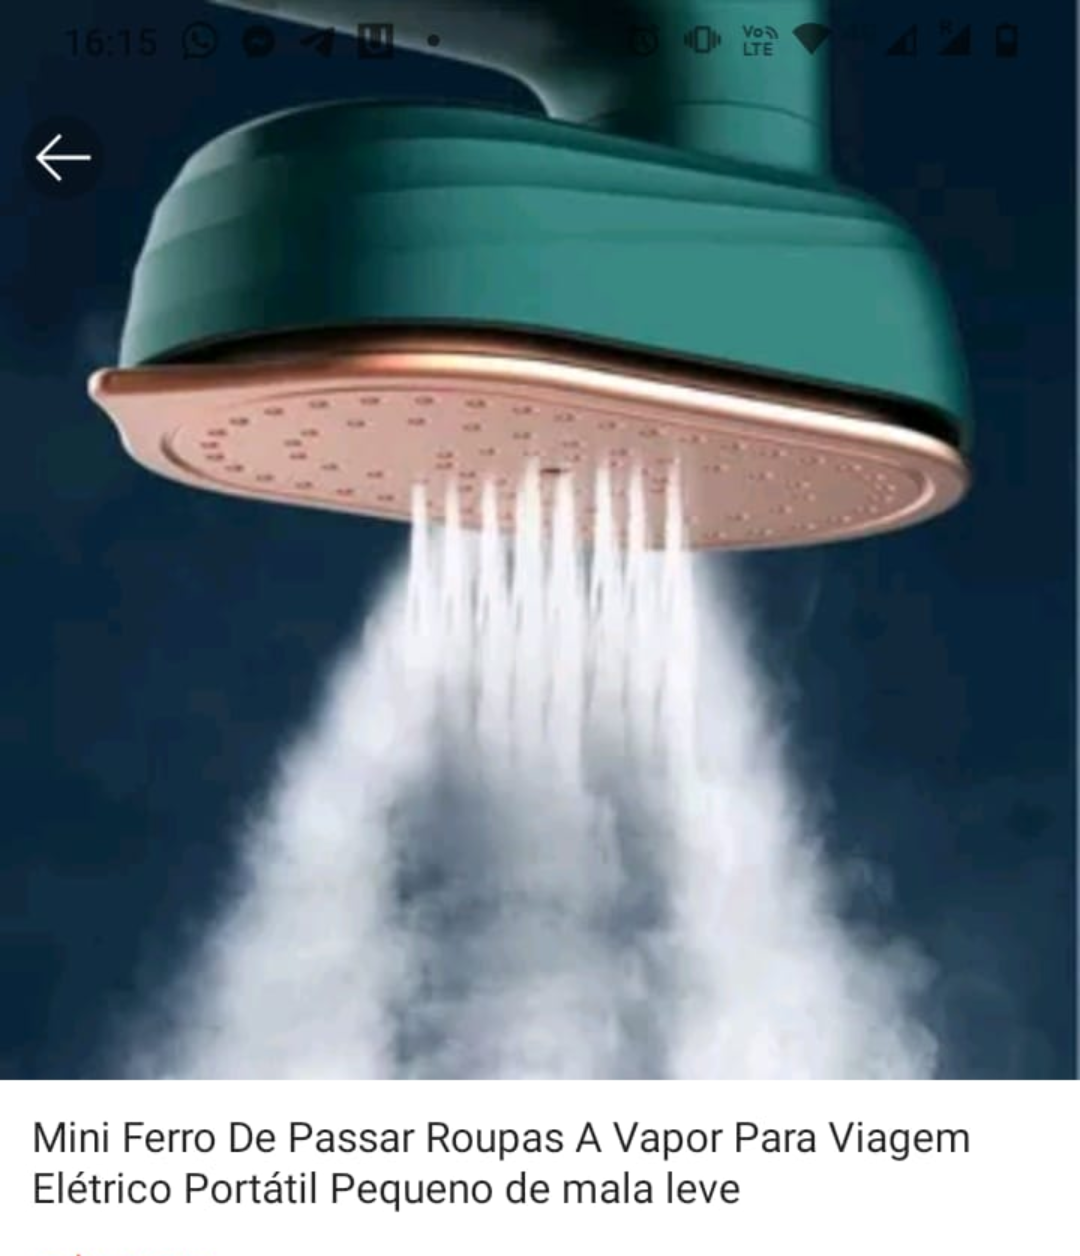 16:15
Vo
LTE
Mini Ferro De Passar Roupas A Vapor Para Viagem
Elétrico Portátil Pequeno de mala leve